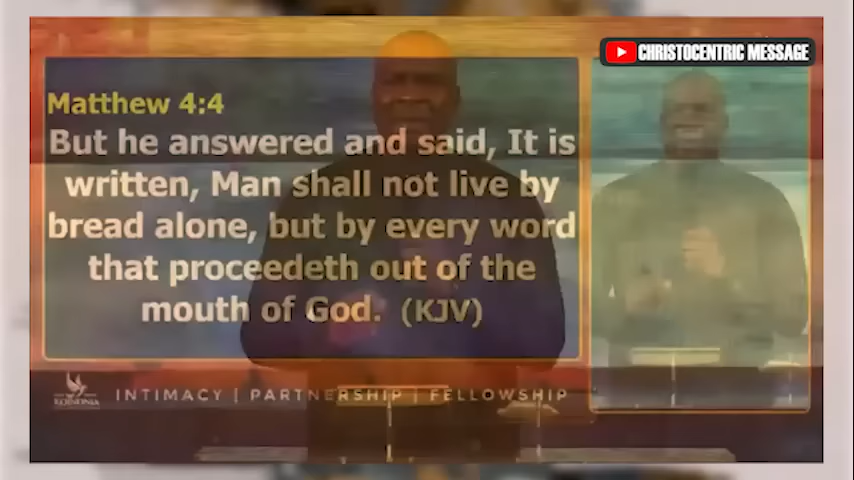 CHRISTOCENTRIC MESSAGE
Matthew 4:4
But he answered and said, It is
written, Man shall not live by
bread alone, but by every word
that proceedeth out of the
mouth of God. (KJV)
KOINONIA
INTIMACY | PARTNERSHIP | FELLOWSHIP